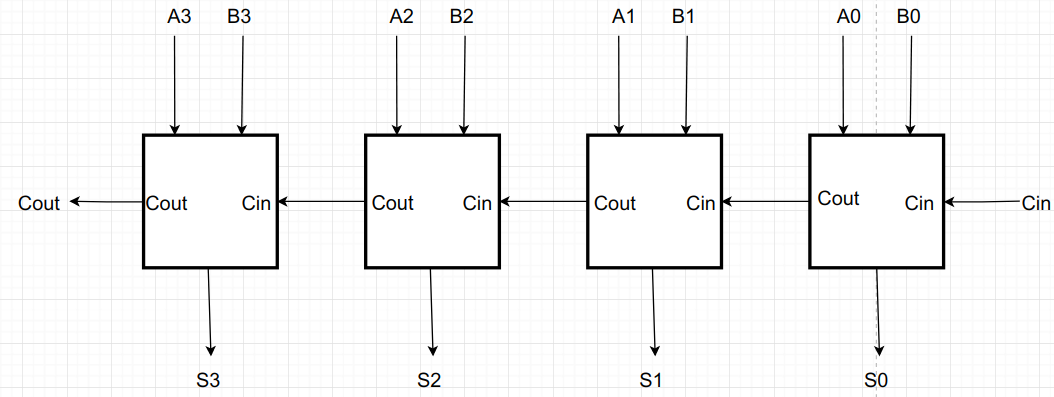 A3 B3 A2 B2 A1 B1 A0 B0
Cout Cout Cin Cout Cin Cout Cin Cout Cin Cin
S3 S2 S1 S0